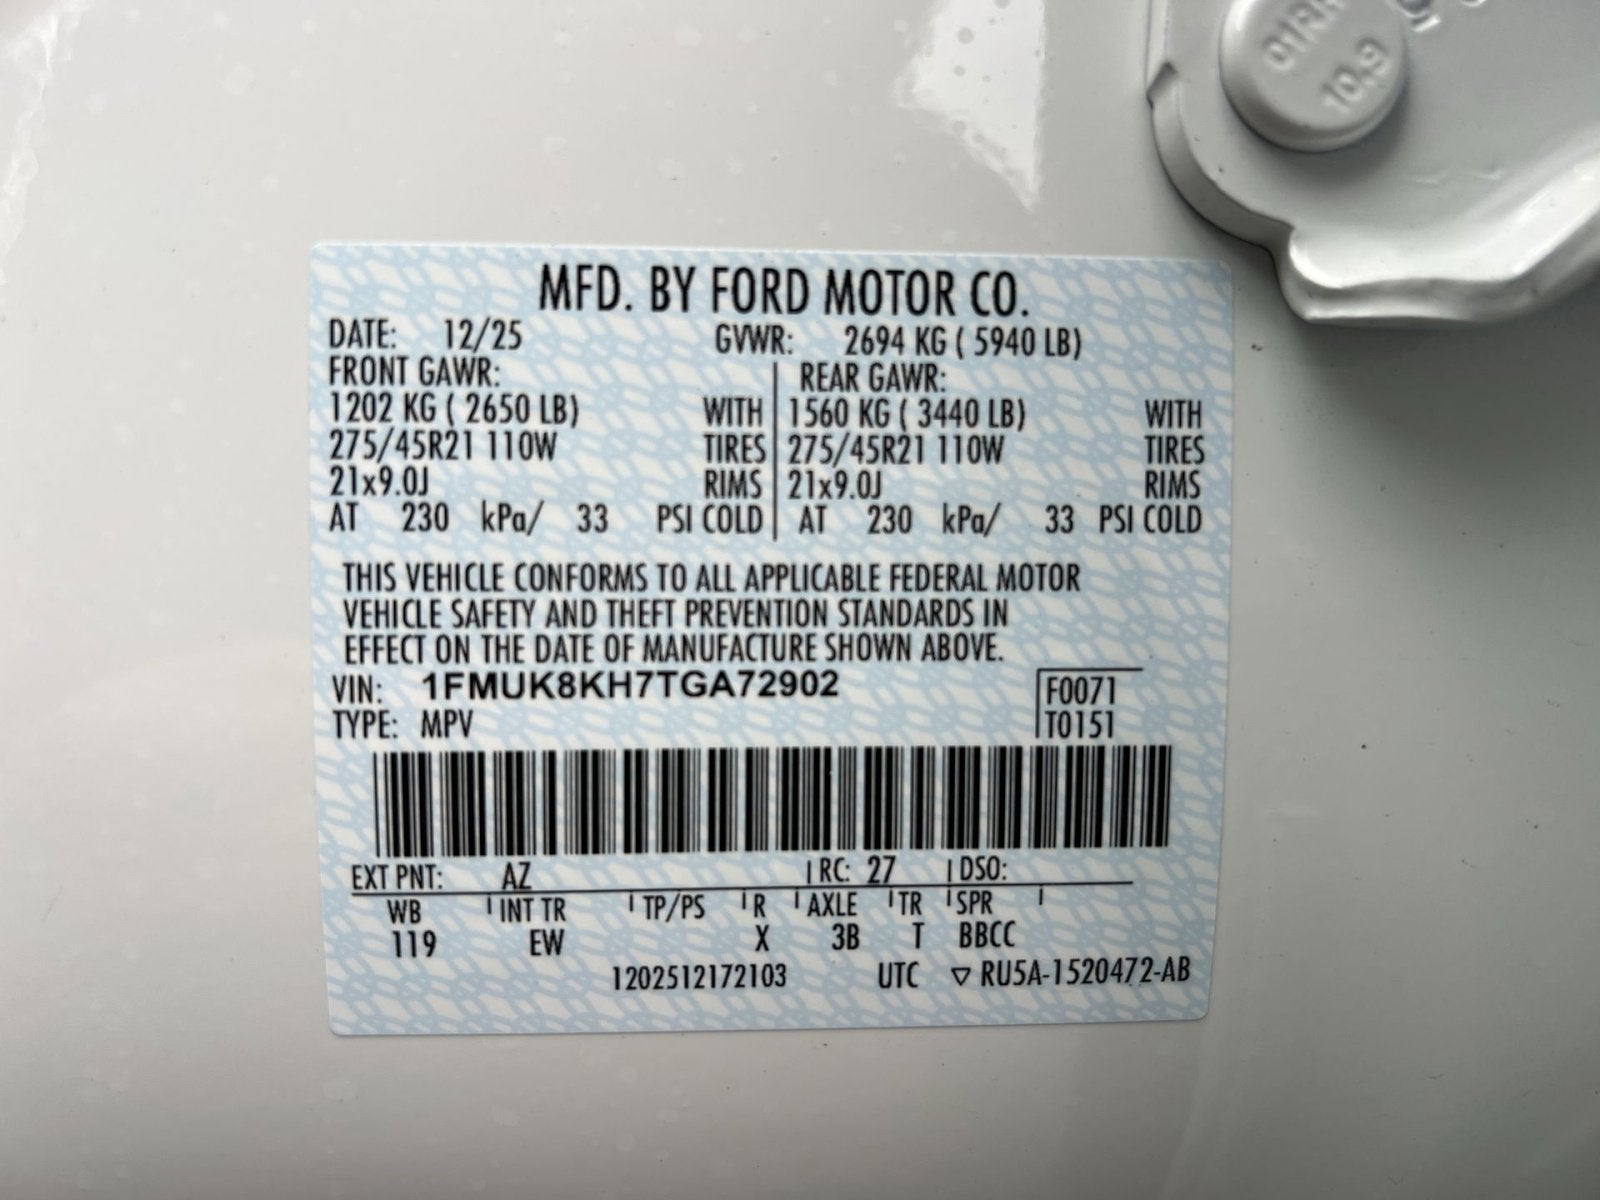 01RH
10,9
MFD. BY FORD MOTOR CO.
DATE: 12/25 GVWR: 2694 KG ( 5940 LB)
FRONT GAWR: REAR GAWR:
1202 KG ( 2650 LB) WITH 1560 KG ( 3440 LB) WITH
275/45R21 110W TIRES 275/45R21 110W TIRES
21x9.0J RIMS 21x9.0J RIMS
AT 230 kPa/ 33 PSI COLD AT 230 kPa/ 33 PSI COLD
THIS VEHICLE CONFORMS TO ALL APPLICABLE FEDERAL MOTOR
VEHICLE SAFETY AND THEFT PREVENTION STANDARDS IN
EFFECT ON THE DATE OF MANUFACTURE SHOWN ABOVE.
VIN: 1FMUK8KH7TGA72902 F0071
TYPE: MPV T0151
EXT PNT: AZ RC: 27 DSO:
WB INT TR TP/PS R AXLE TR SPR
119 EW X 3B T BBCC
1202512172103 UTC ▽ RU5A-1520472-AB